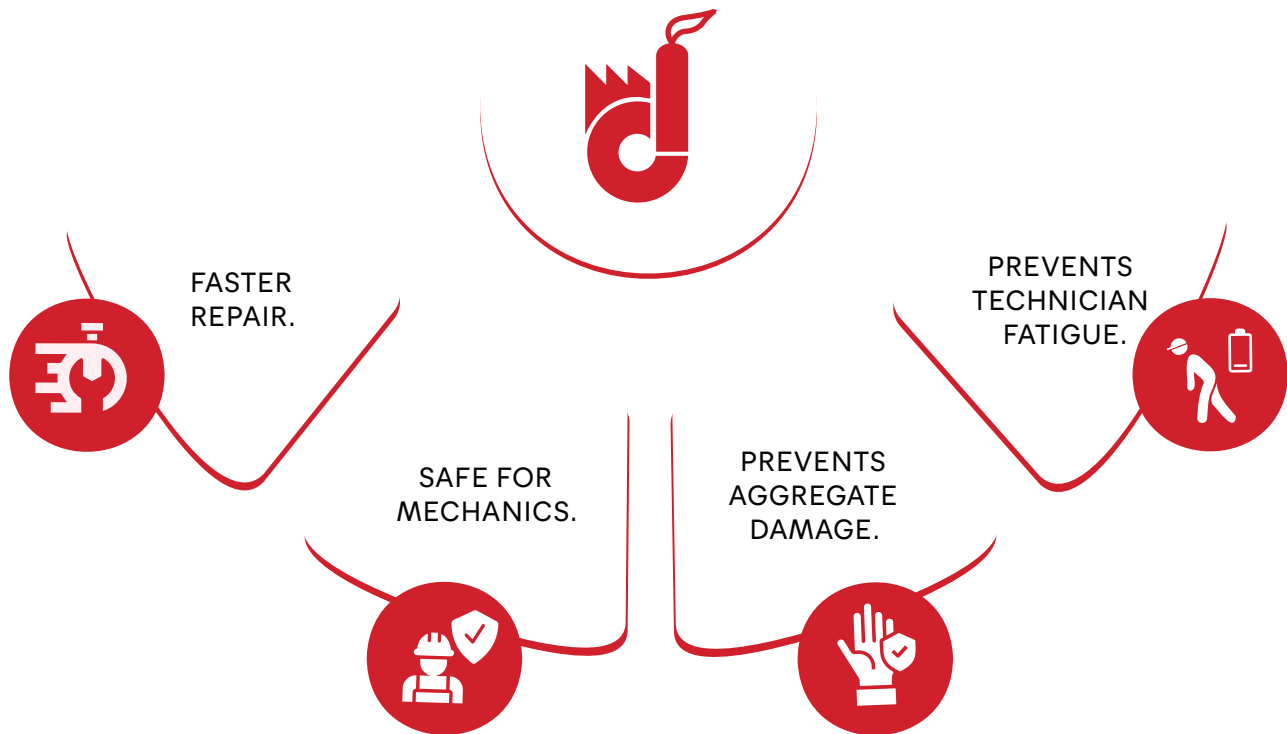 FASTER
REPAIR.
SAFE FOR
MECHANICS.
PREVENTS
AGGREGATE
DAMAGE.
PREVENTS
TECHNICIAN
FATIGUE.